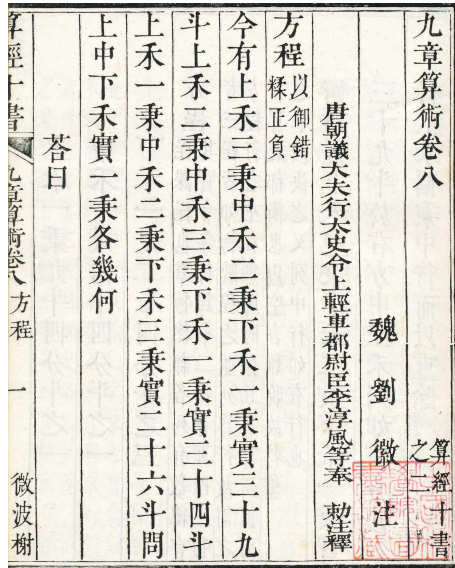 九章算術卷八
算經十書
之二
魏劉徽注
唐朝議大夫行太史令上輕車都尉臣李淳風等奉 勅注釋
方程以御錯
糅正負
今有上禾三秉中禾二秉下禾一秉實三十九
斗上禾二秉中禾三秉下禾一秉實三十四斗
上禾一秉中禾二秉下禾三秉實二十六斗問
上中下禾實一秉各幾何
荅曰
算經十書 九章算術卷八 方程 一 微波榭